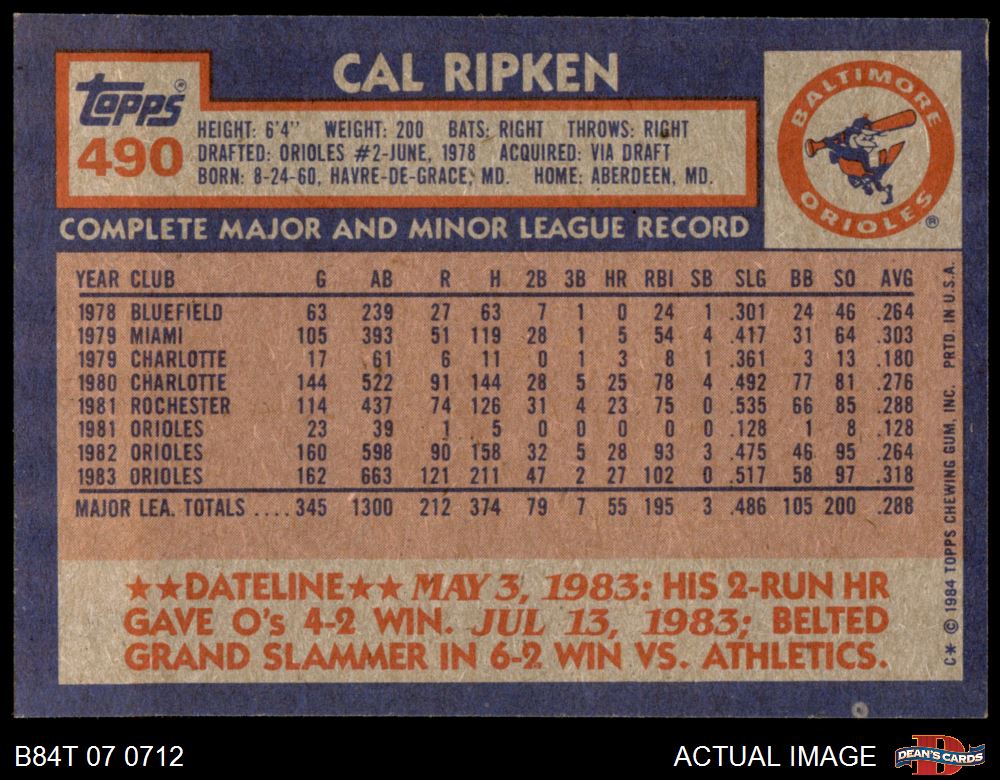 CAL RIPKEN
Topps®
490
HEIGHT: 6'4" WEIGHT: 200 BATS: RIGHT THROWS: RIGHT
DRAFTED: ORIOLES #2-JUNE, 1978 ACQUIRED: VIA DRAFT
BORN: 8-24-60, HAVRE-DE-GRACE, MD. HOME: ABERDEEN, MD.
BALTIMORE
ORIOLES ®
COMPLETE MAJOR AND MINOR LEAGUE RECORD
YEAR CLUB G AB R H 2B 3B HR RBI SB SLG BB SO AVG
1978 BLUEFIELD 63 239 27 63 7 1 0 24 1 .301 24 46 .264
1979 MIAMI 105 393 51 119 28 1 5 54 4 .417 31 64 .303
1979 CHARLOTTE 17 61 6 11 0 1 3 8 1 .361 3 13 .180
1980 CHARLOTTE 144 522 91 144 28 5 25 78 4 .492 77 81 .276
1981 ROCHESTER 114 437 74 126 31 4 23 75 0 .535 66 85 .288
1981 ORIOLES 23 39 1 5 0 0 0 0 0 .128 1 8 .128
1982 ORIOLES 160 598 90 158 32 5 28 93 3 .475 46 95 .264
1983 ORIOLES 162 663 121 211 47 2 27 102 0 .517 58 97 .318
MAJOR LEA. TOTALS ....345 1300 212 374 79 7 55 195 3 .486 105 200 .288
★★DATELINE★★ MAY 3, 1983: HIS 2-RUN HR
GAVE O's 4-2 WIN. JUL 13, 1983; BELTED
GRAND SLAMMER IN 6-2 WIN VS. ATHLETICS.
C* © 1984 TOPPS CHEWING GUM, INC. PRTD. IN U.S.A.
B84T 07 0712
ACTUAL IMAGE
D
DEAN'S CARDS